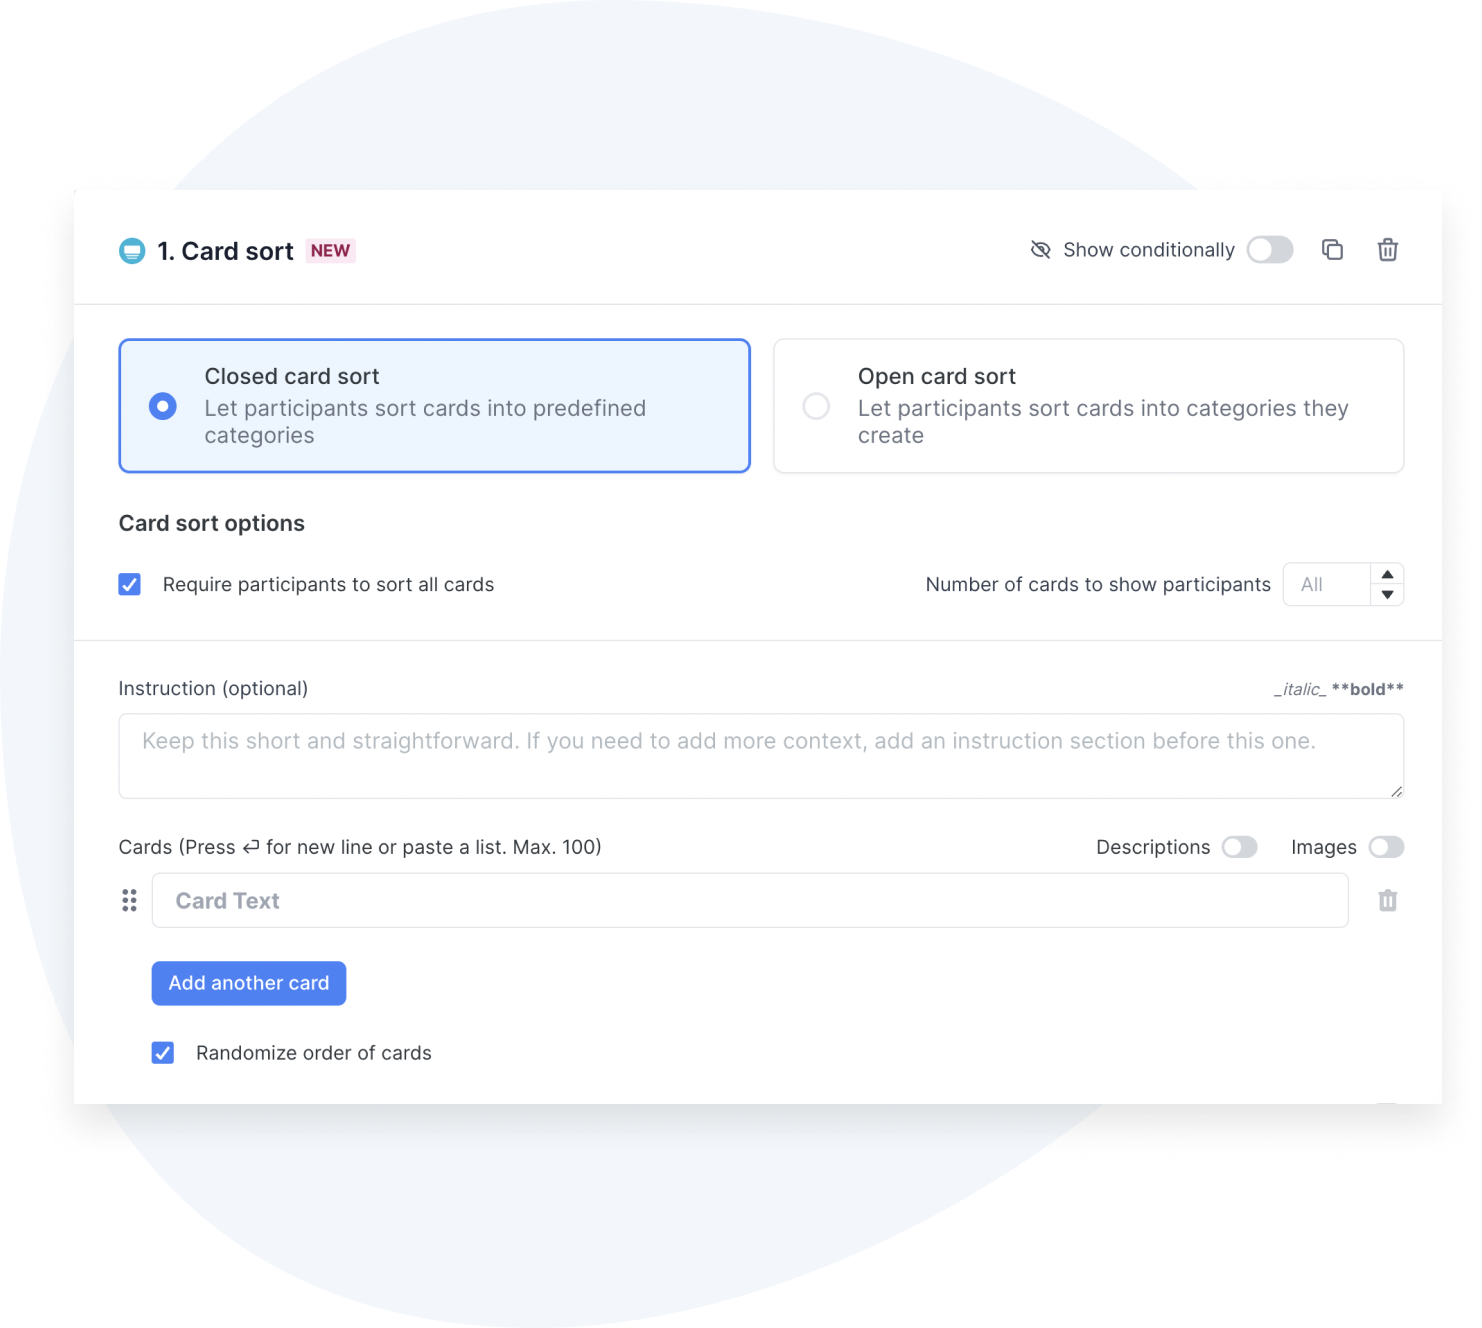 1. Card sort NEW
Show conditionally
Closed card sort
Let participants sort cards into predefined
categories
Open card sort
Let participants sort cards into categories they
create
Card sort options
Require participants to sort all cards
Number of cards to show participants All
Instruction (optional)
_italic_ **bold**
Keep this short and straightforward. If you need to add more context, add an instruction section before this one.
Cards (Press ⏎ for new line or paste a list. Max. 100)
Descriptions
Images
Card Text
Add another card
Randomize order of cards